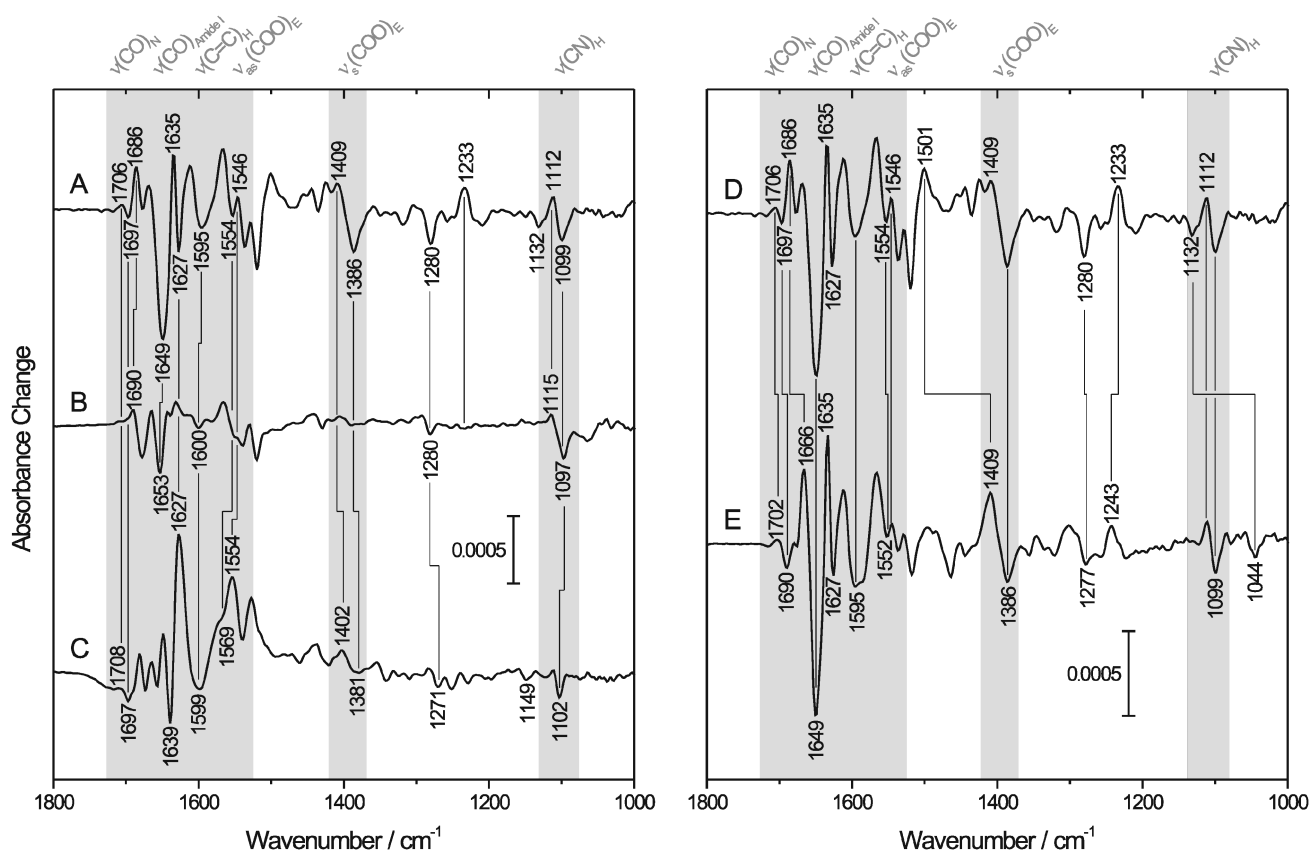 ν(CO)N
ν(CO)Amide I
ν(C=C)H
νas(COO)E
νs(COO)E
ν(CN)H
ν(CO)N
ν(CO)Amide I
ν(C=C)H
νas(COO)E
νs(COO)E
ν(CN)H
Absorbance Change
A
1706
1686
1635
1546
1409
1233
1112
1697
1649
1627
1595
1554
1386
1280
1132
1099
B
1690
1115
1653
1600
1280
1097
C
1708
1627
1554
1402
1697
1639
1599
1569
1381
1271
1149
1102
0.0005
D
1706
1686
1635
1546
1501
1409
1233
1112
1697
1627
1554
1280
1132
E
1702
1666
1635
1409
1243
1690
1649
1627
1595
1552
1386
1277
1099
1044
0.0005
1800 1600 1400 1200 1000
Wavenumber / cm-1
1800 1600 1400 1200 1000
Wavenumber / cm-1